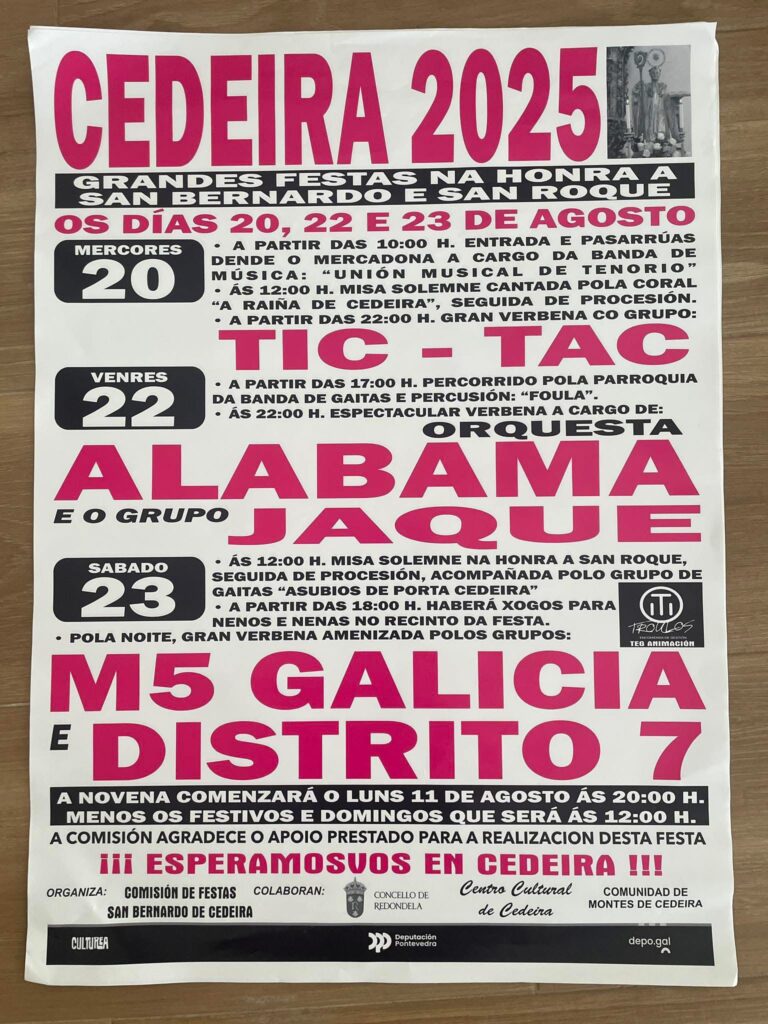 CEDEIRA 2025
GRANDES FESTAS NA HONRA A
SAN BERNARDO E SAN ROQUE
OS DÍAS 20, 22 E 23 DE AGOSTO
MERCORES
20
• A PARTIR DAS 10:00 H. ENTRADA E PASARRÚAS
DENDE O MERCADONA A CARGO DA BANDA DE
MÚSICA: “UNIÓN MUSICAL DE TENORIO”
• ÁS 12:00 H. MISA SOLEMNE CANTADA POLA CORAL
“A RAIÑA DE CEDEIRA”, SEGUIDA DE PROCESIÓN.
• A PARTIR DAS 22:00 H. GRAN VERBENA CO GRUPO:
TIC - TAC
VENRES
22
• A PARTIR DAS 17:00 H. PERCORRIDO POLA PARROQUIA
DA BANDA DE GAITAS E PERCUSIÓN: “FOULA”.
• ÁS 22:00 H. ESPECTACULAR VERBENA A CARGO DE:
ORQUESTA
ALABAMA
E O GRUPO JAQUE
SABADO
23
• ÁS 12:00 H. MISA SOLEMNE NA HONRA A SAN ROQUE,
SEGUIDA DE PROCESIÓN, ACOMPAÑADA POLO GRUPO DE
GAITAS “ASUBIOS DE PORTA CEDEIRA”
• A PARTIR DAS 18:00 H. HABERÁ XOGOS PARA
NENOS E NENAS NO RECINTO DA FESTA.
TROULOS
TEO ANIMACIÓN
• POLA NOITE, GRAN VERBENA AMENIZADA POLOS GRUPOS:
M5 GALICIA
E DISTRITO 7
A NOVENA COMENZARÁ O LUNS 11 DE AGOSTO ÁS 20:00 H.
MENOS OS FESTIVOS E DOMINGOS QUE SERÁ ÁS 12:00 H.
A COMISIÓN AGRADECE O APOIO PRESTADO PARA A REALIZACION DESTA FESTA
¡¡¡ ESPERAMOSVOS EN CEDEIRA !!!
ORGANIZA: COMISIÓN DE FESTAS
SAN BERNARDO DE CEDEIRA
COLABORAN:
CONCELLO DE
REDONDELA
Centro Cultural
de Cedeira
COMUNIDAD DE
MONTES DE CEDEIRA
CULTUREA
Deputación
Pontevedra
depo.gal